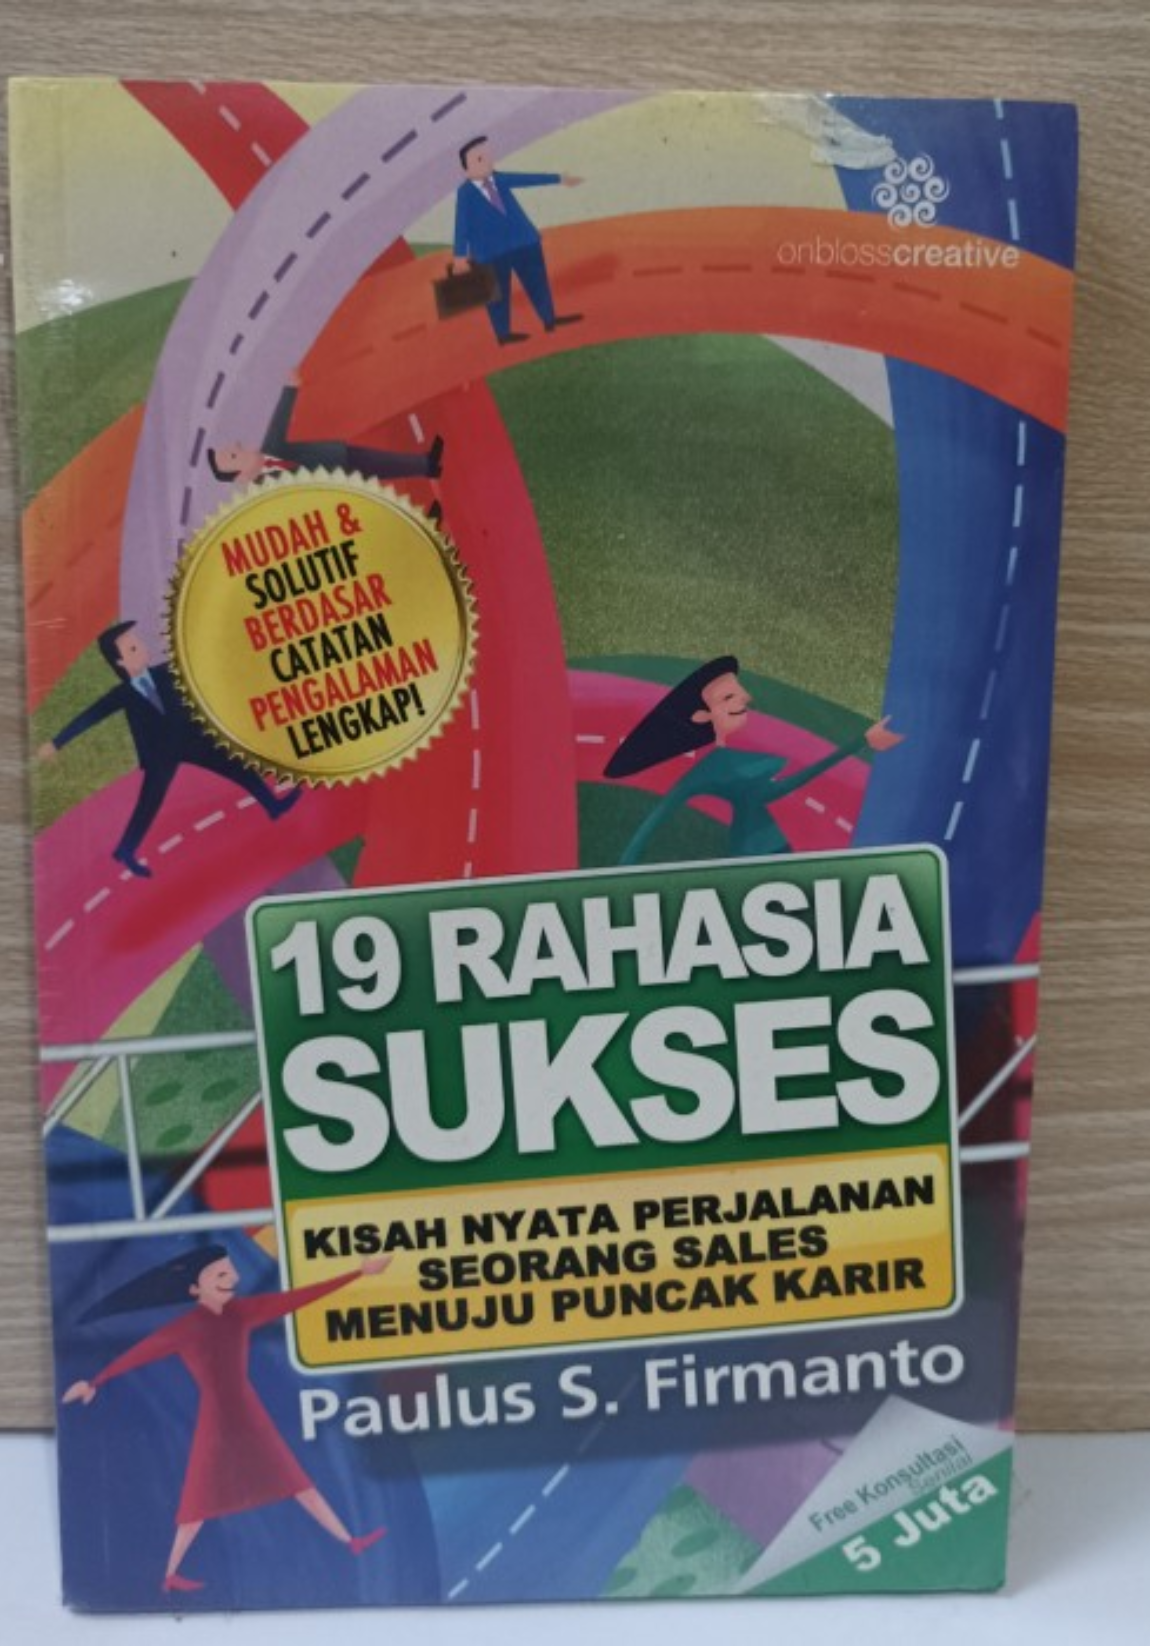 onblosscreative
MUDAH &
SOLUTIF
BERDASAR
CATATAN
PENGALAMAN
LENGKAP!
19 RAHASIA
SUKSES
KISAH NYATA PERJALANAN
SEORANG SALES
MENUJU PUNCAK KARIR
Paulus S. Firmanto
Free Konsultasi
Senilai
5 Juta